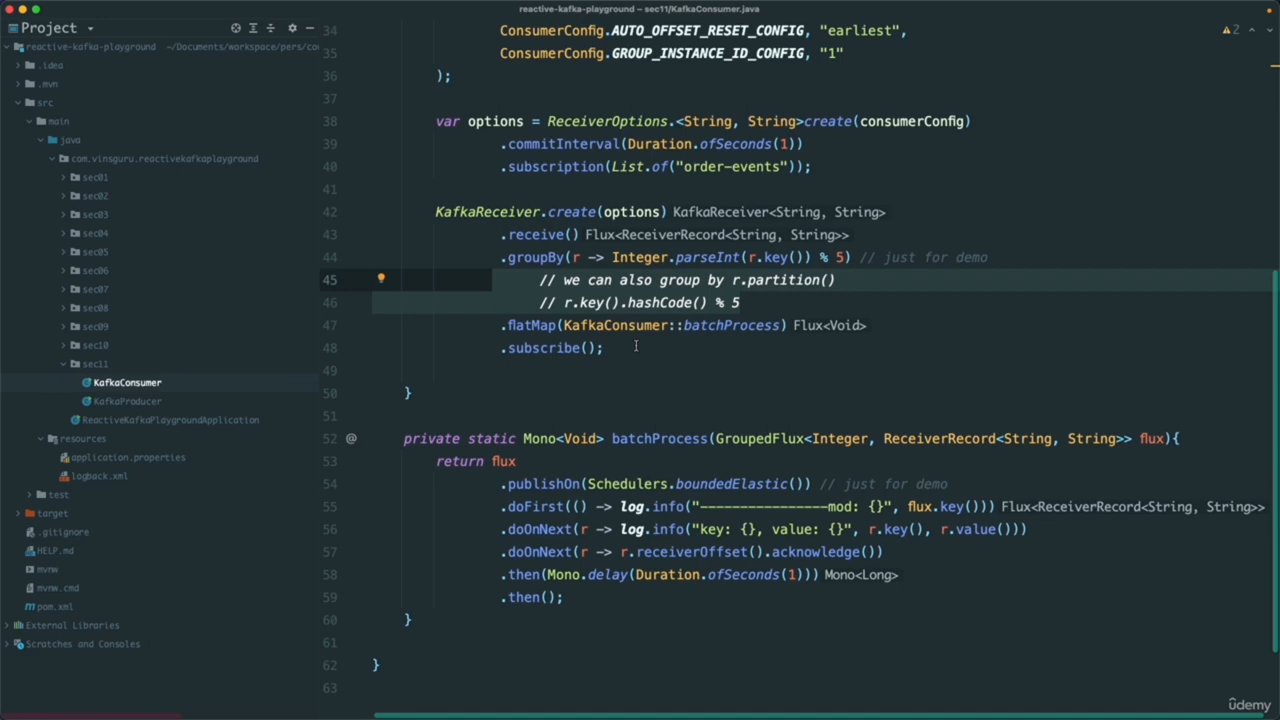 reactive-kafka-playground – sec11/KafkaConsumer.java
Project
reactive-kafka-playground ~/Documents/workspace/pers/co
.idea
.mvn
src
main
java
com.vinsguru.reactivekafkaplayground
sec01
sec02
sec03
sec04
sec05
sec06
sec07
sec08
sec09
sec10
sec11
KafkaConsumer
KafkaProducer
ReactiveKafkaPlaygroundApplication
resources
application.properties
logback.xml
test
target
.gitignore
HELP.md
mvnw
mvnw.cmd
pom.xml
External Libraries
Scratches and Consoles
2
34 ConsumerConfig.AUTO_OFFSET_RESET_CONFIG, "earliest",
35 ConsumerConfig.GROUP_INSTANCE_ID_CONFIG, "1"
36 );
37
38 var options = ReceiverOptions.<String, String>create(consumerConfig)
39 .commitInterval(Duration.ofSeconds(1))
40 .subscription(List.of("order-events"));
41
42 KafkaReceiver.create(options) KafkaReceiver<String, String>
43 .receive() Flux<ReceiverRecord<String, String>>
44 .groupBy(r -> Integer.parseInt(r.key()) % 5) // just for demo
45 // we can also group by r.partition()
46 // r.key().hashCode() % 5
47 .flatMap(KafkaConsumer::batchProcess) Flux<Void>
48 .subscribe();
49
50 }
51
52 @ private static Mono<Void> batchProcess(GroupedFlux<Integer, ReceiverRecord<String, String>> flux){
53 return flux
54 .publishOn(Schedulers.boundedElastic()) // just for demo
55 .doFirst(() -> log.info("----------------mod: {}", flux.key())) Flux<ReceiverRecord<String, String>>
56 .doOnNext(r -> log.info("key: {}, value: {}", r.key(), r.value()))
57 .doOnNext(r -> r.receiverOffset().acknowledge())
58 .then(Mono.delay(Duration.ofSeconds(1))) Mono<Long>
59 .then();
60 }
61
62 }
63
ûdemy